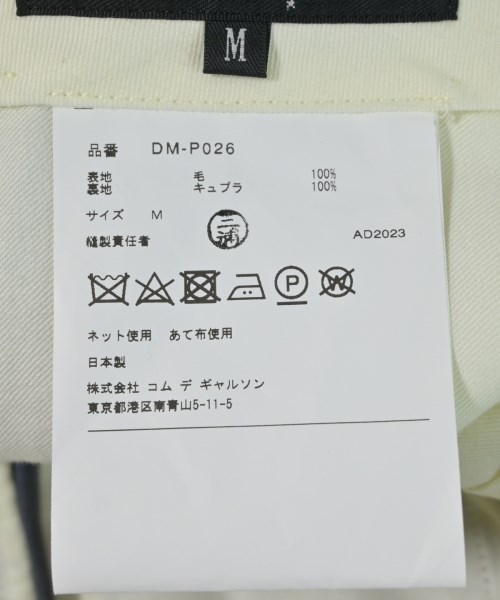 M
品番 DM-P026
表地 毛 100%
裏地 キュプラ 100%
サイズ M
縫製責任者 三浦 AD2023
P W
ネット使用 あて布使用
日本製
株式会社 コム デ ギャルソン
東京都港区南青山5-11-5